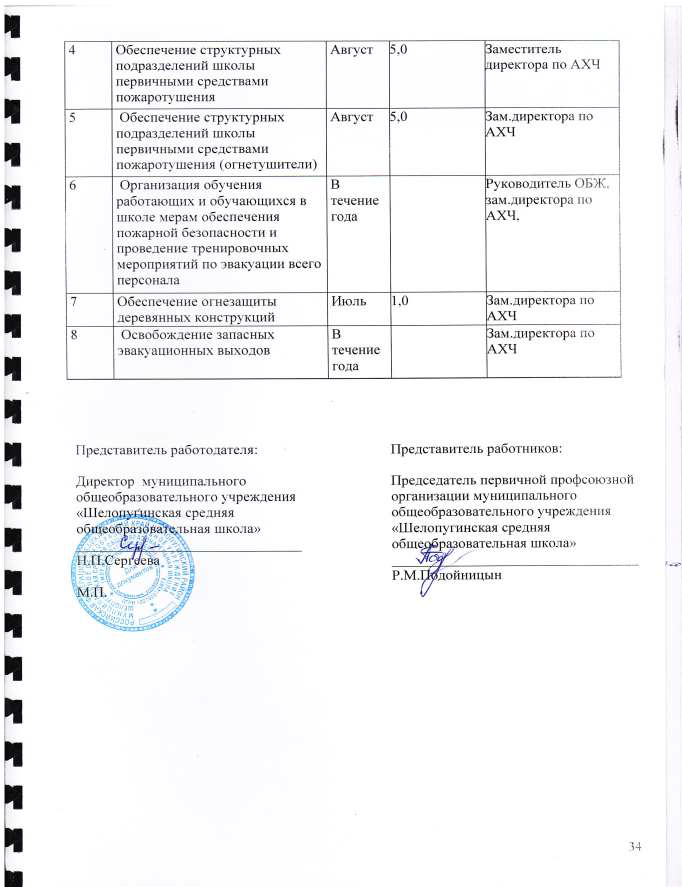 4 Обеспечение структурных Август 5,0 Заместитель
подразделений школы директора по АХЧ
первичными средствами
пожаротушения
5 Обеспечение структурных Август 5,0 Зам.директора по
подразделений школы АХЧ
первичными средствами
пожаротушения (огнетушители)
6 Организация обучения В Руководитель ОБЖ,
работающих и обучающихся в течение зам.директора по
школе мерам обеспечения года АХЧ,
пожарной безопасности и
проведение тренировочных
мероприятий по эвакуации всего
персонала
7 Обеспечение огнезащиты Июль 1,0 Зам.директора по
деревянных конструкций АХЧ
8 Освобождение запасных В Зам.директора по
эвакуационных выходов течение АХЧ
года
Представитель работодателя:
Директор муниципального
общеобразовательного учреждения
«Шелопугинская средняя
общеобразовательная школа»
Н.П.Сергеева
М.П.
Представитель работников:
Председатель первичной профсоюзной
организации муниципального
общеобразовательного учреждения
«Шелопугинская средняя
общеобразовательная школа»
Р.М.Подойницын
Для
документов
34